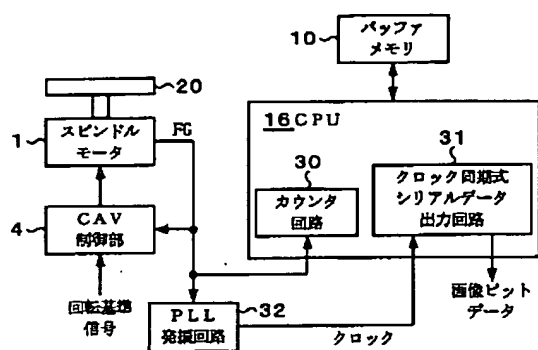 10
バッファ
メモリ
20
1
スピンドル
モータ
FG
16 CPU
30
カウンタ
回路
31
クロック同期式
シリアルデータ
出力回路
4
CAV
制御部
回転基準
信号
PLL
発振回路
32
クロック
画像ビット
データ